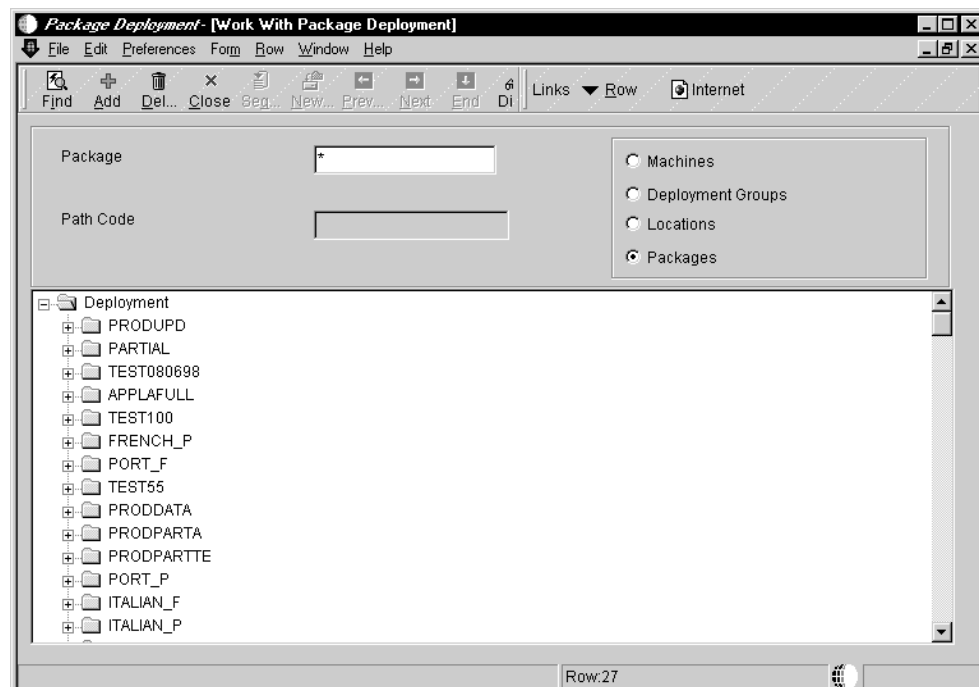 Package Deployment - [Work With Package Deployment]
File Edit Preferences Form Row Window Help
Find Add Del... Close Seq... New... Prev... Next End Di Links Row Internet
Package * Machines
Deployment Groups
Path Code Locations
Packages
Deployment
PRODUPD
PARTIAL
TEST080698
APPLAFULL
TEST100
FRENCH_P
PORT_F
TEST55
PRODDATA
PRODPARTA
PRODPARTTE
PORT_P
ITALIAN_F
ITALIAN_P
Row:27